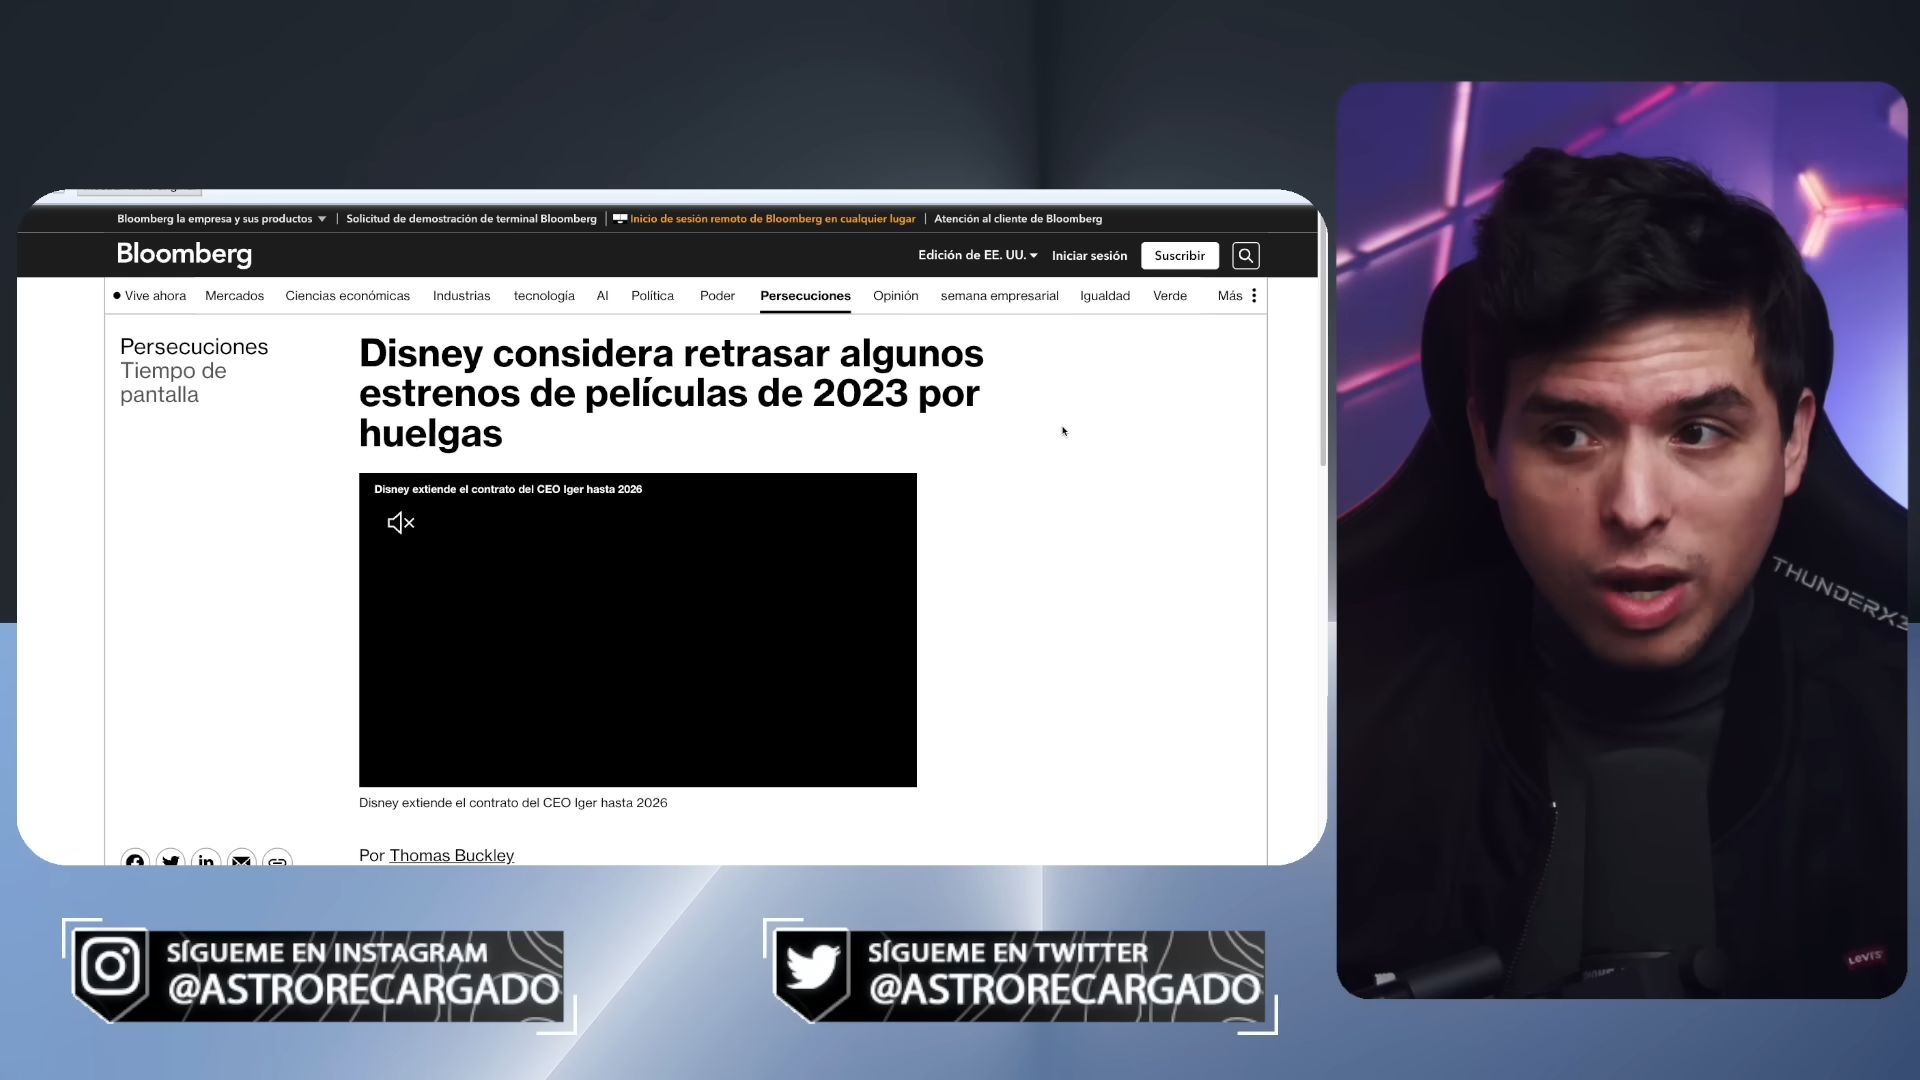 Bloomberg la empresa y sus productos
Solicitud de demostración de terminal Bloomberg
Inicio de sesión remoto de Bloomberg en cualquier lugar
Atención al cliente de Bloomberg
Bloomberg
Edición de EE. UU.
Iniciar sesión
Suscribir
Vive ahora
Mercados
Ciencias económicas
Industrias
tecnología
AI
Política
Poder
Persecuciones
Opinión
semana empresarial
Igualdad
Verde
Más
Persecuciones
Tiempo de
pantalla
Disney considera retrasar algunos
estrenos de películas de 2023 por
huelgas
Disney extiende el contrato del CEO Iger hasta 2026
Disney extiende el contrato del CEO Iger hasta 2026
Por Thomas Buckley
THUNDERX3
Levi's
SÍGUEME EN INSTAGRAM
@ASTRORECARGADO
SÍGUEME EN TWITTER
@ASTRORECARGADO